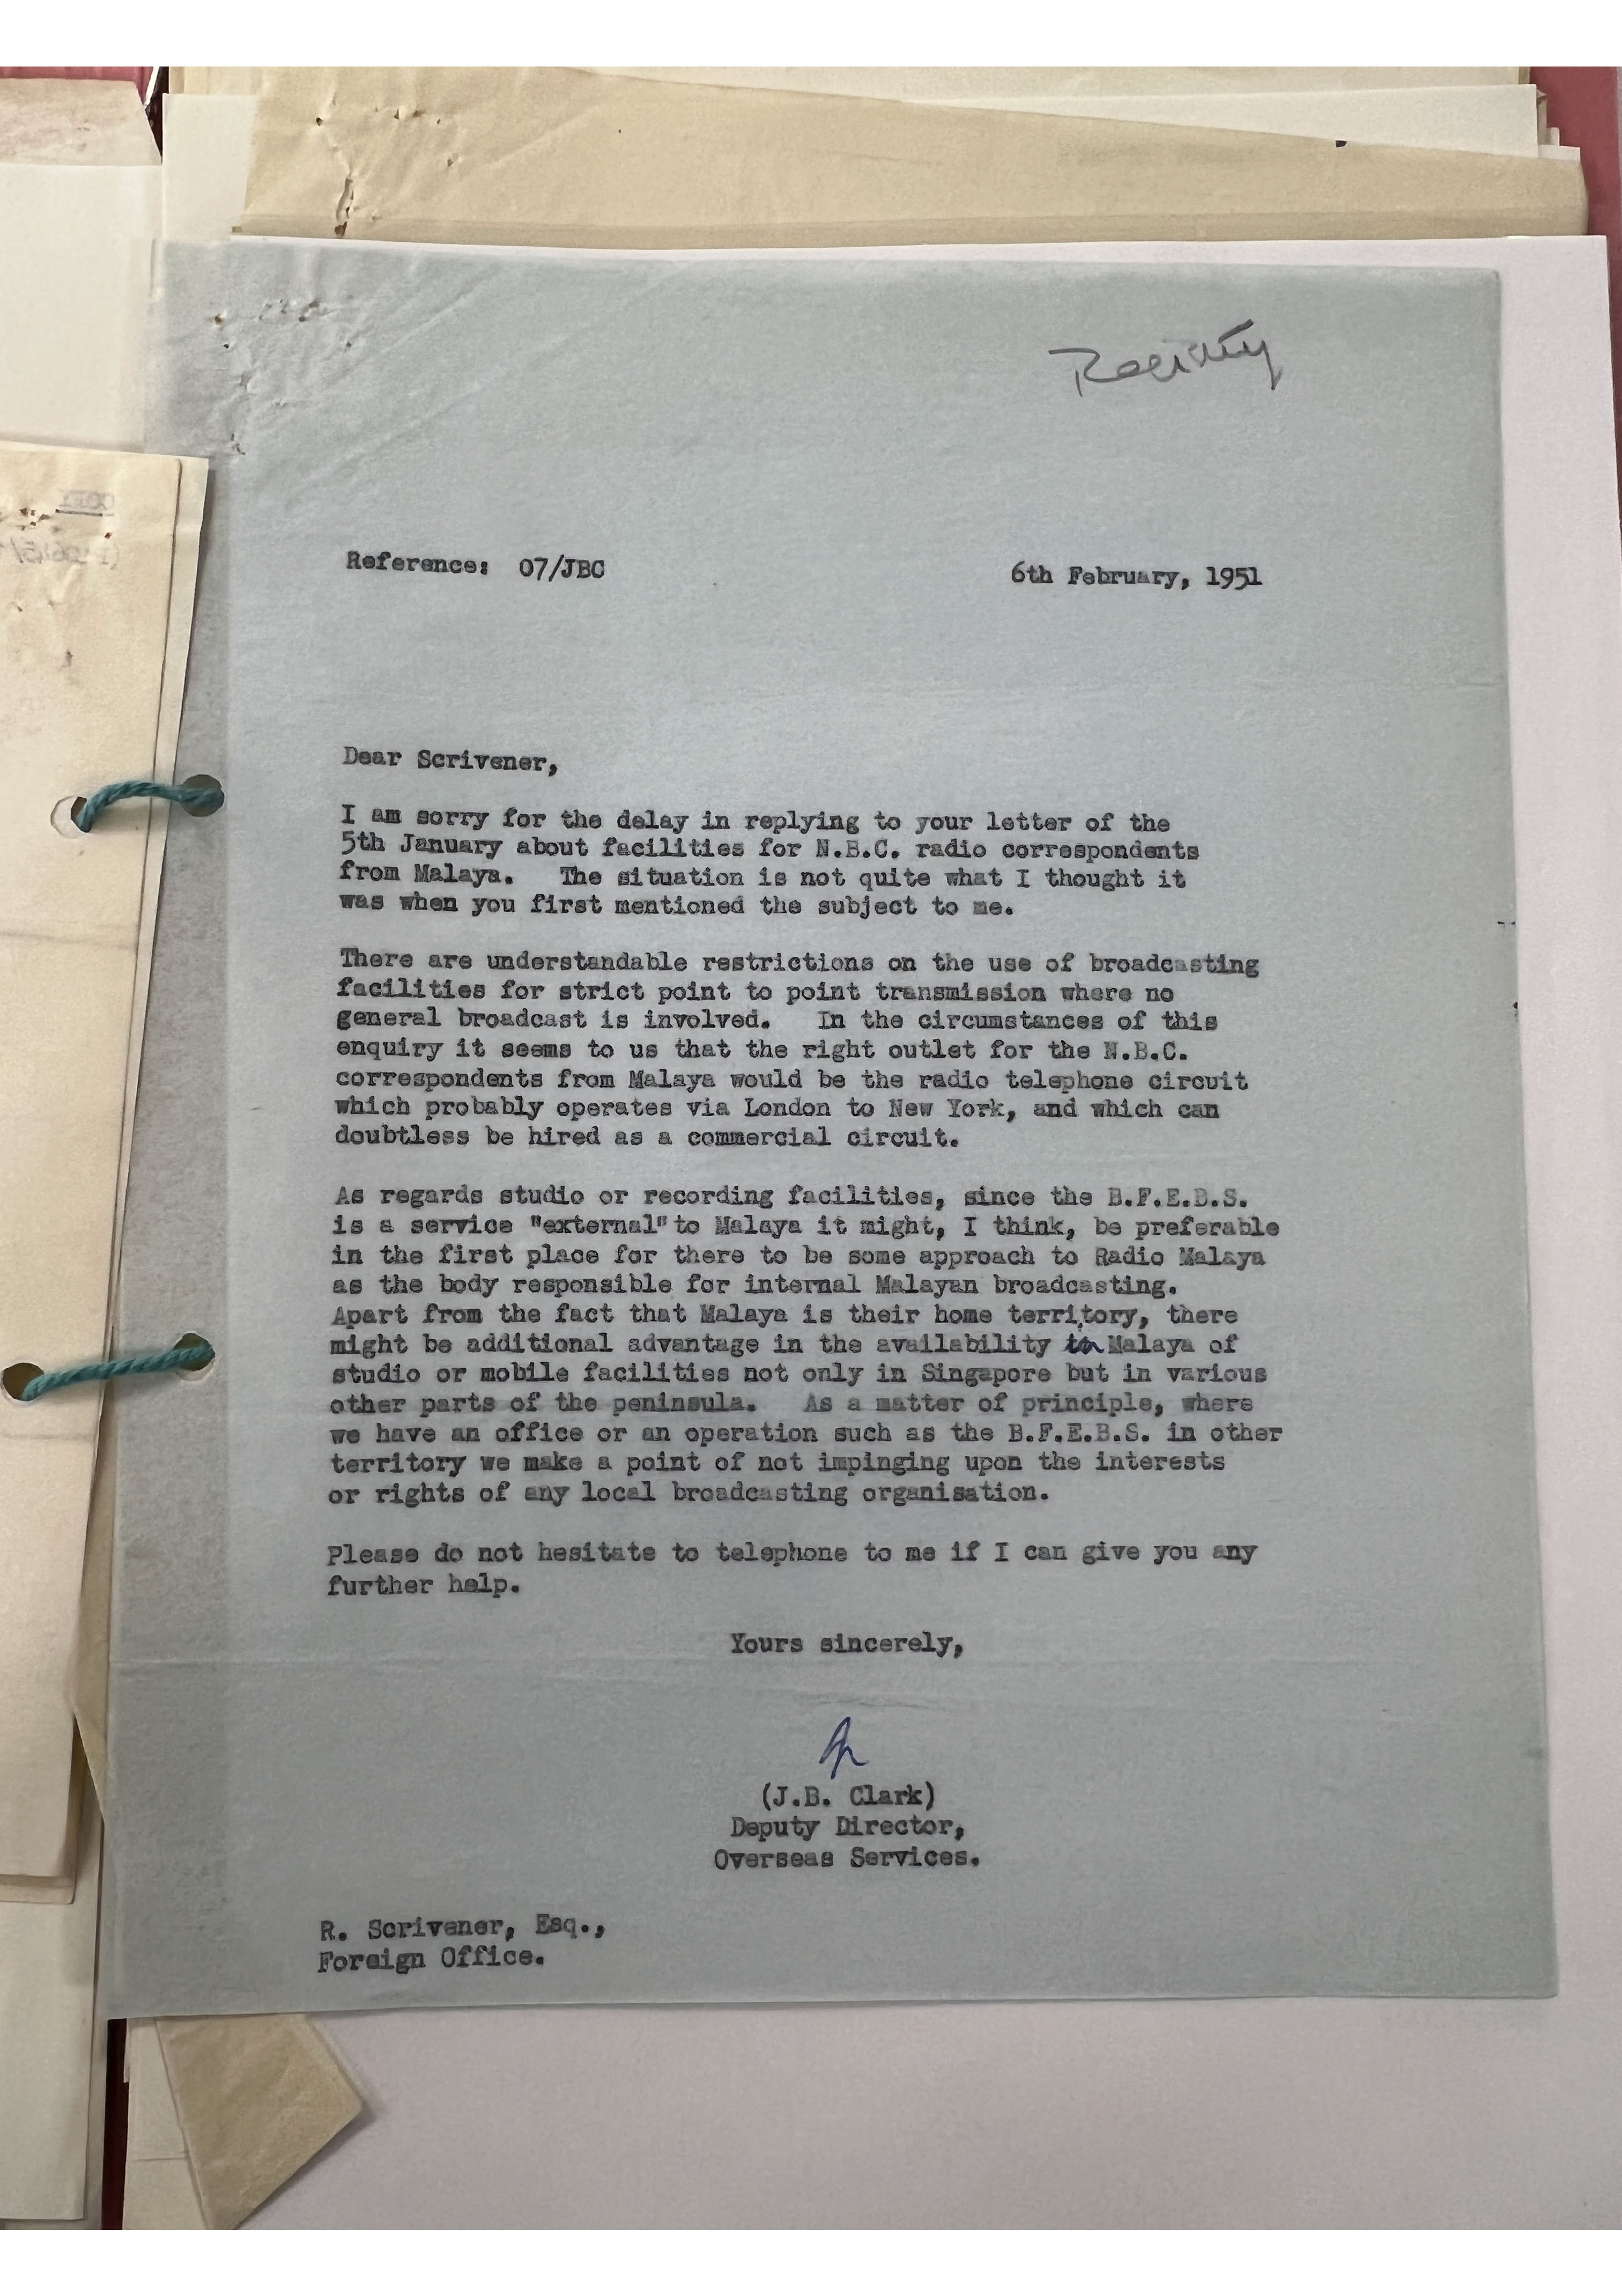 Reference: 07/JBC
6th February, 1951
Dear Scrivener,
I am sorry for the delay in replying to your letter of the
5th January about facilities for N.B.C. radio correspondents
from Malaya. The situation is not quite what I thought it
was when you first mentioned the subject to me.
There are understandable restrictions on the use of broadcasting
facilities for strict point to point transmission where no
general broadcast is involved. In the circumstances of this
enquiry it seems to us that the right outlet for the N.B.C.
correspondents from Malaya would be the radio telephone circuit
which probably operates via London to New York, and which can
doubtless be hired as a commercial circuit.
As regards studio or recording facilities, since the B.F.E.B.S.
is a service "external" to Malaya it might, I think, be preferable
in the first place for there to be some approach to Radio Malaya
as the body responsible for internal Malayan broadcasting.
Apart from the fact that Malaya is their home territory, there
might be additional advantage in the availability in Malaya of
studio or mobile facilities not only in Singapore but in various
other parts of the peninsula. As a matter of principle, where
we have an office or an operation such as the B.F.E.B.S. in other
territory we make a point of not impinging upon the interests
or rights of any local broadcasting organisation.
Please do not hesitate to telephone to me if I can give you any
further help.
Yours sincerely,
(J.B. Clark)
Deputy Director,
Overseas Services.
R. Scrivener, Esq.,
Foreign Office.